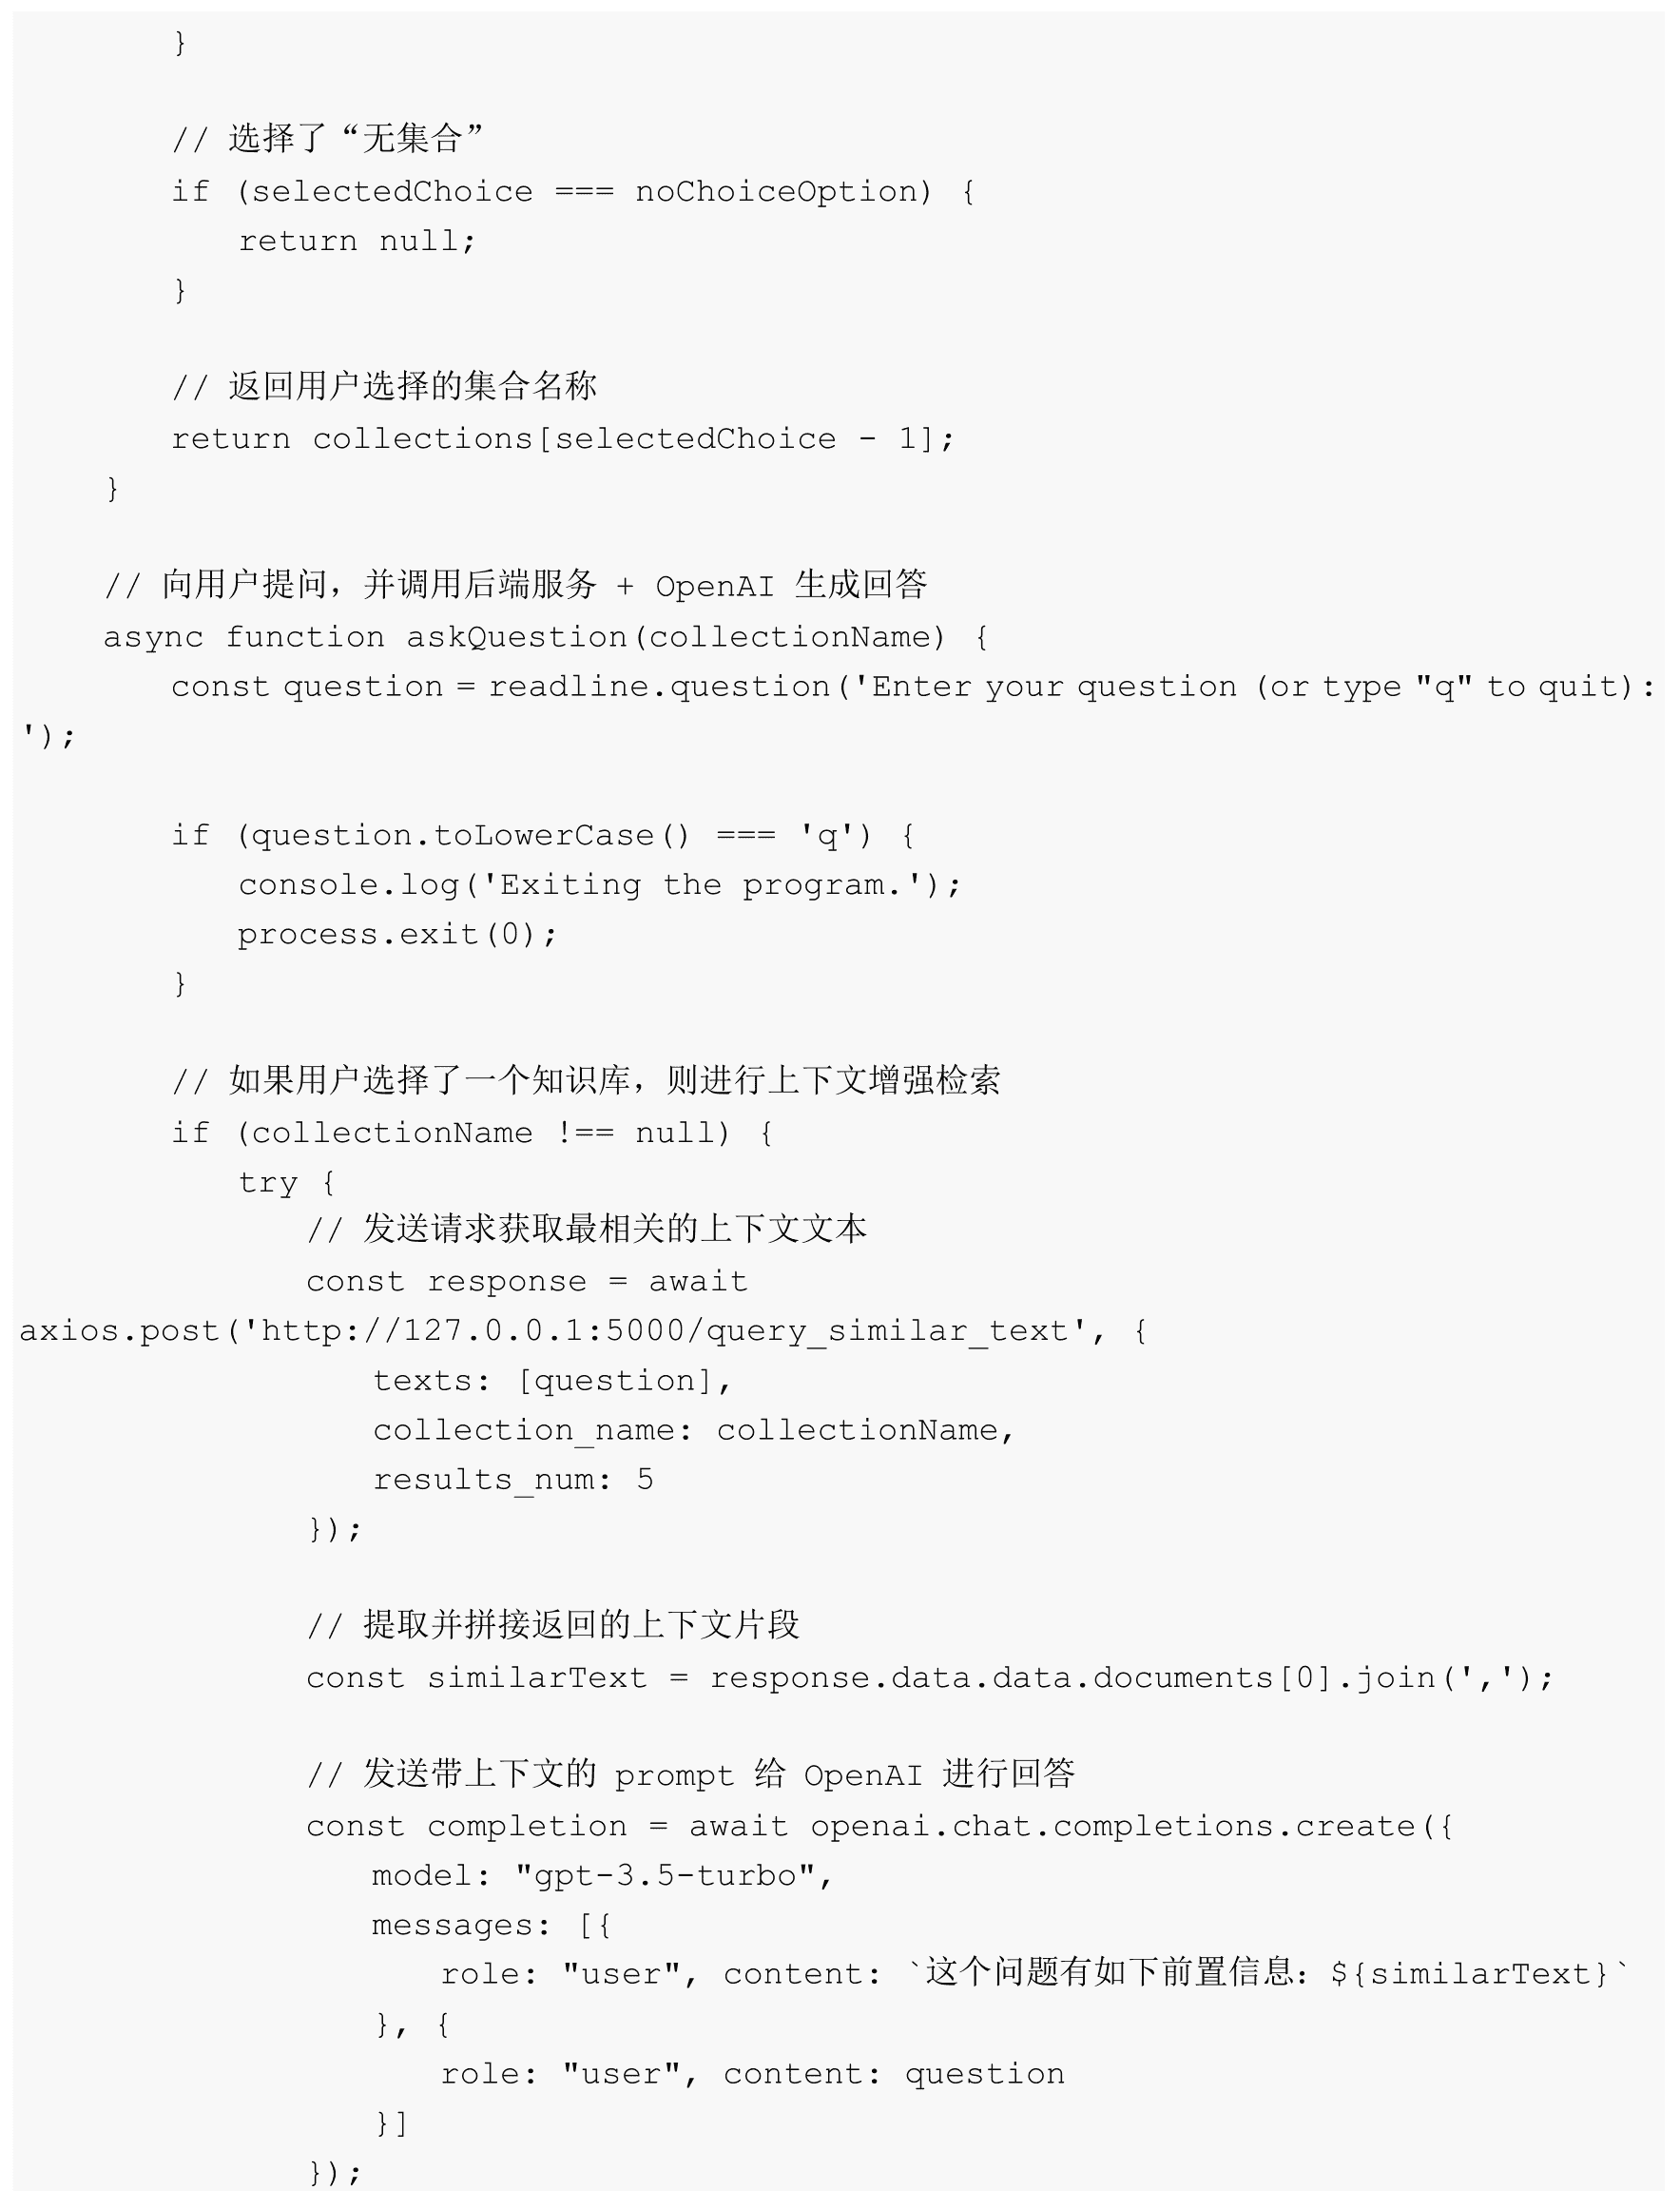 }
// 选择了“无集合”
if (selectedChoice === noChoiceOption) {
return null;
}
// 返回用户选择的集合名称
return collections[selectedChoice - 1];
}
// 向用户提问，并调用后端服务 + OpenAI 生成回答
async function askQuestion(collectionName) {
const question = readline.question('Enter your question (or type "q" to quit):
');
if (question.toLowerCase() === 'q') {
console.log('Exiting the program.');
process.exit(0);
}
// 如果用户选择了一个知识库，则进行上下文增强检索
if (collectionName !== null) {
try {
// 发送请求获取最相关的上下文文本
const response = await
axios.post('http://127.0.0.1:5000/query_similar_text', {
texts: [question],
collection_name: collectionName,
results_num: 5
});
// 提取并拼接返回的上下文片段
const similarText = response.data.data.documents[0].join(',');
// 发送带上下文的 prompt 给 OpenAI 进行回答
const completion = await openai.chat.completions.create({
model: "gpt-3.5-turbo",
messages: [{
role: "user", content: `这个问题有如下前置信息：${similarText}`
}, {
role: "user", content: question
}]
});